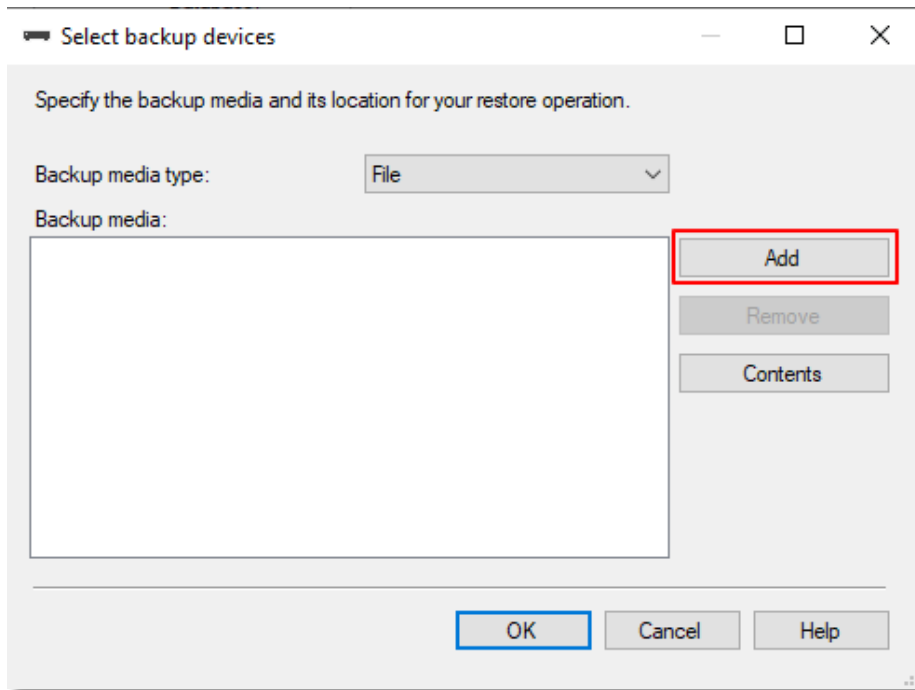 Select backup devices
Specify the backup media and its location for your restore operation.
Backup media type: File
Backup media:
Add
Remove
Contents
OK Cancel Help